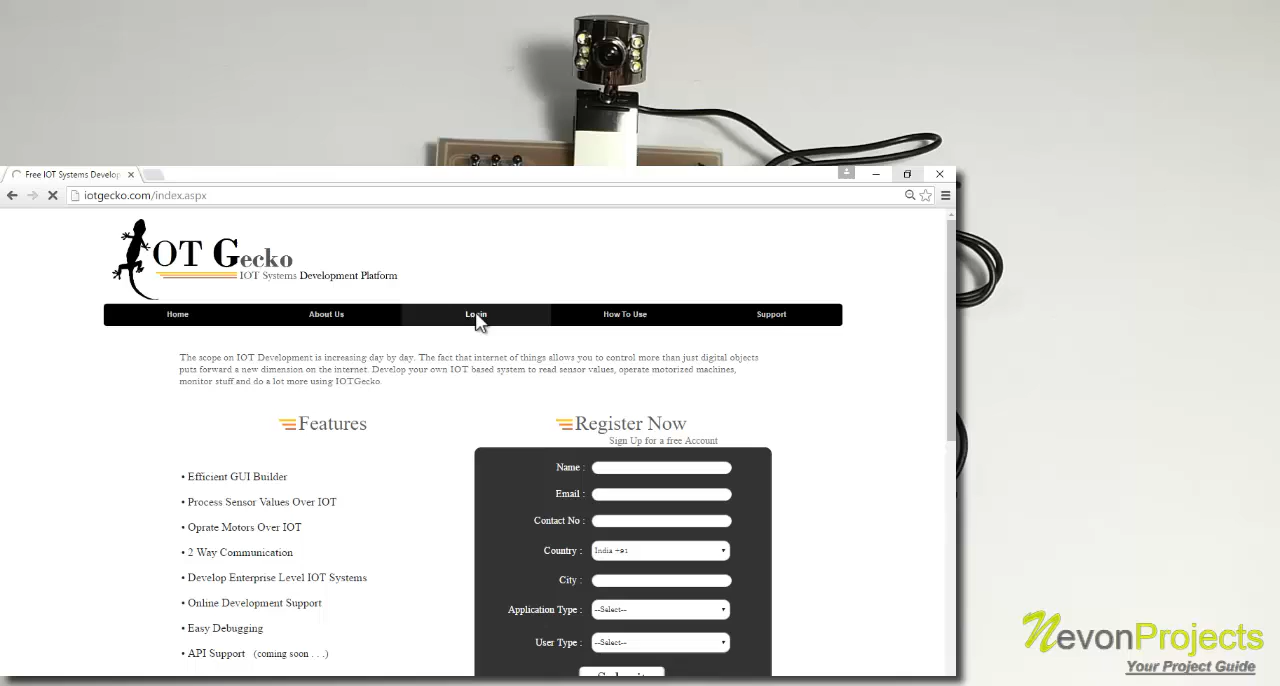 Free IOT Systems Develop
iotgecko.com/index.aspx
IOT Gecko
IOT Systems Development Platform
Home About Us Login How To Use Support
The scope on IOT Development is increasing day by day. The fact that internet of things allows you to control more than just digital objects
puts forward a new dimension on the internet. Develop your own IOT based system to read sensor values, operate motorized machines,
monitor stuff and do a lot more using IOTGecko.
Features
• Efficient GUI Builder
• Process Sensor Values Over IOT
• Oprate Motors Over IOT
• 2 Way Communication
• Develop Enterprise Level IOT Systems
• Online Development Support
• Easy Debugging
• API Support (coming soon . . .)
Register Now
Sign Up for a free Account
Name :
Email :
Contact No :
Country : India +91
City :
Application Type : --Select--
User Type : --Select--
Submit
NevonProjects
Your Project Guide